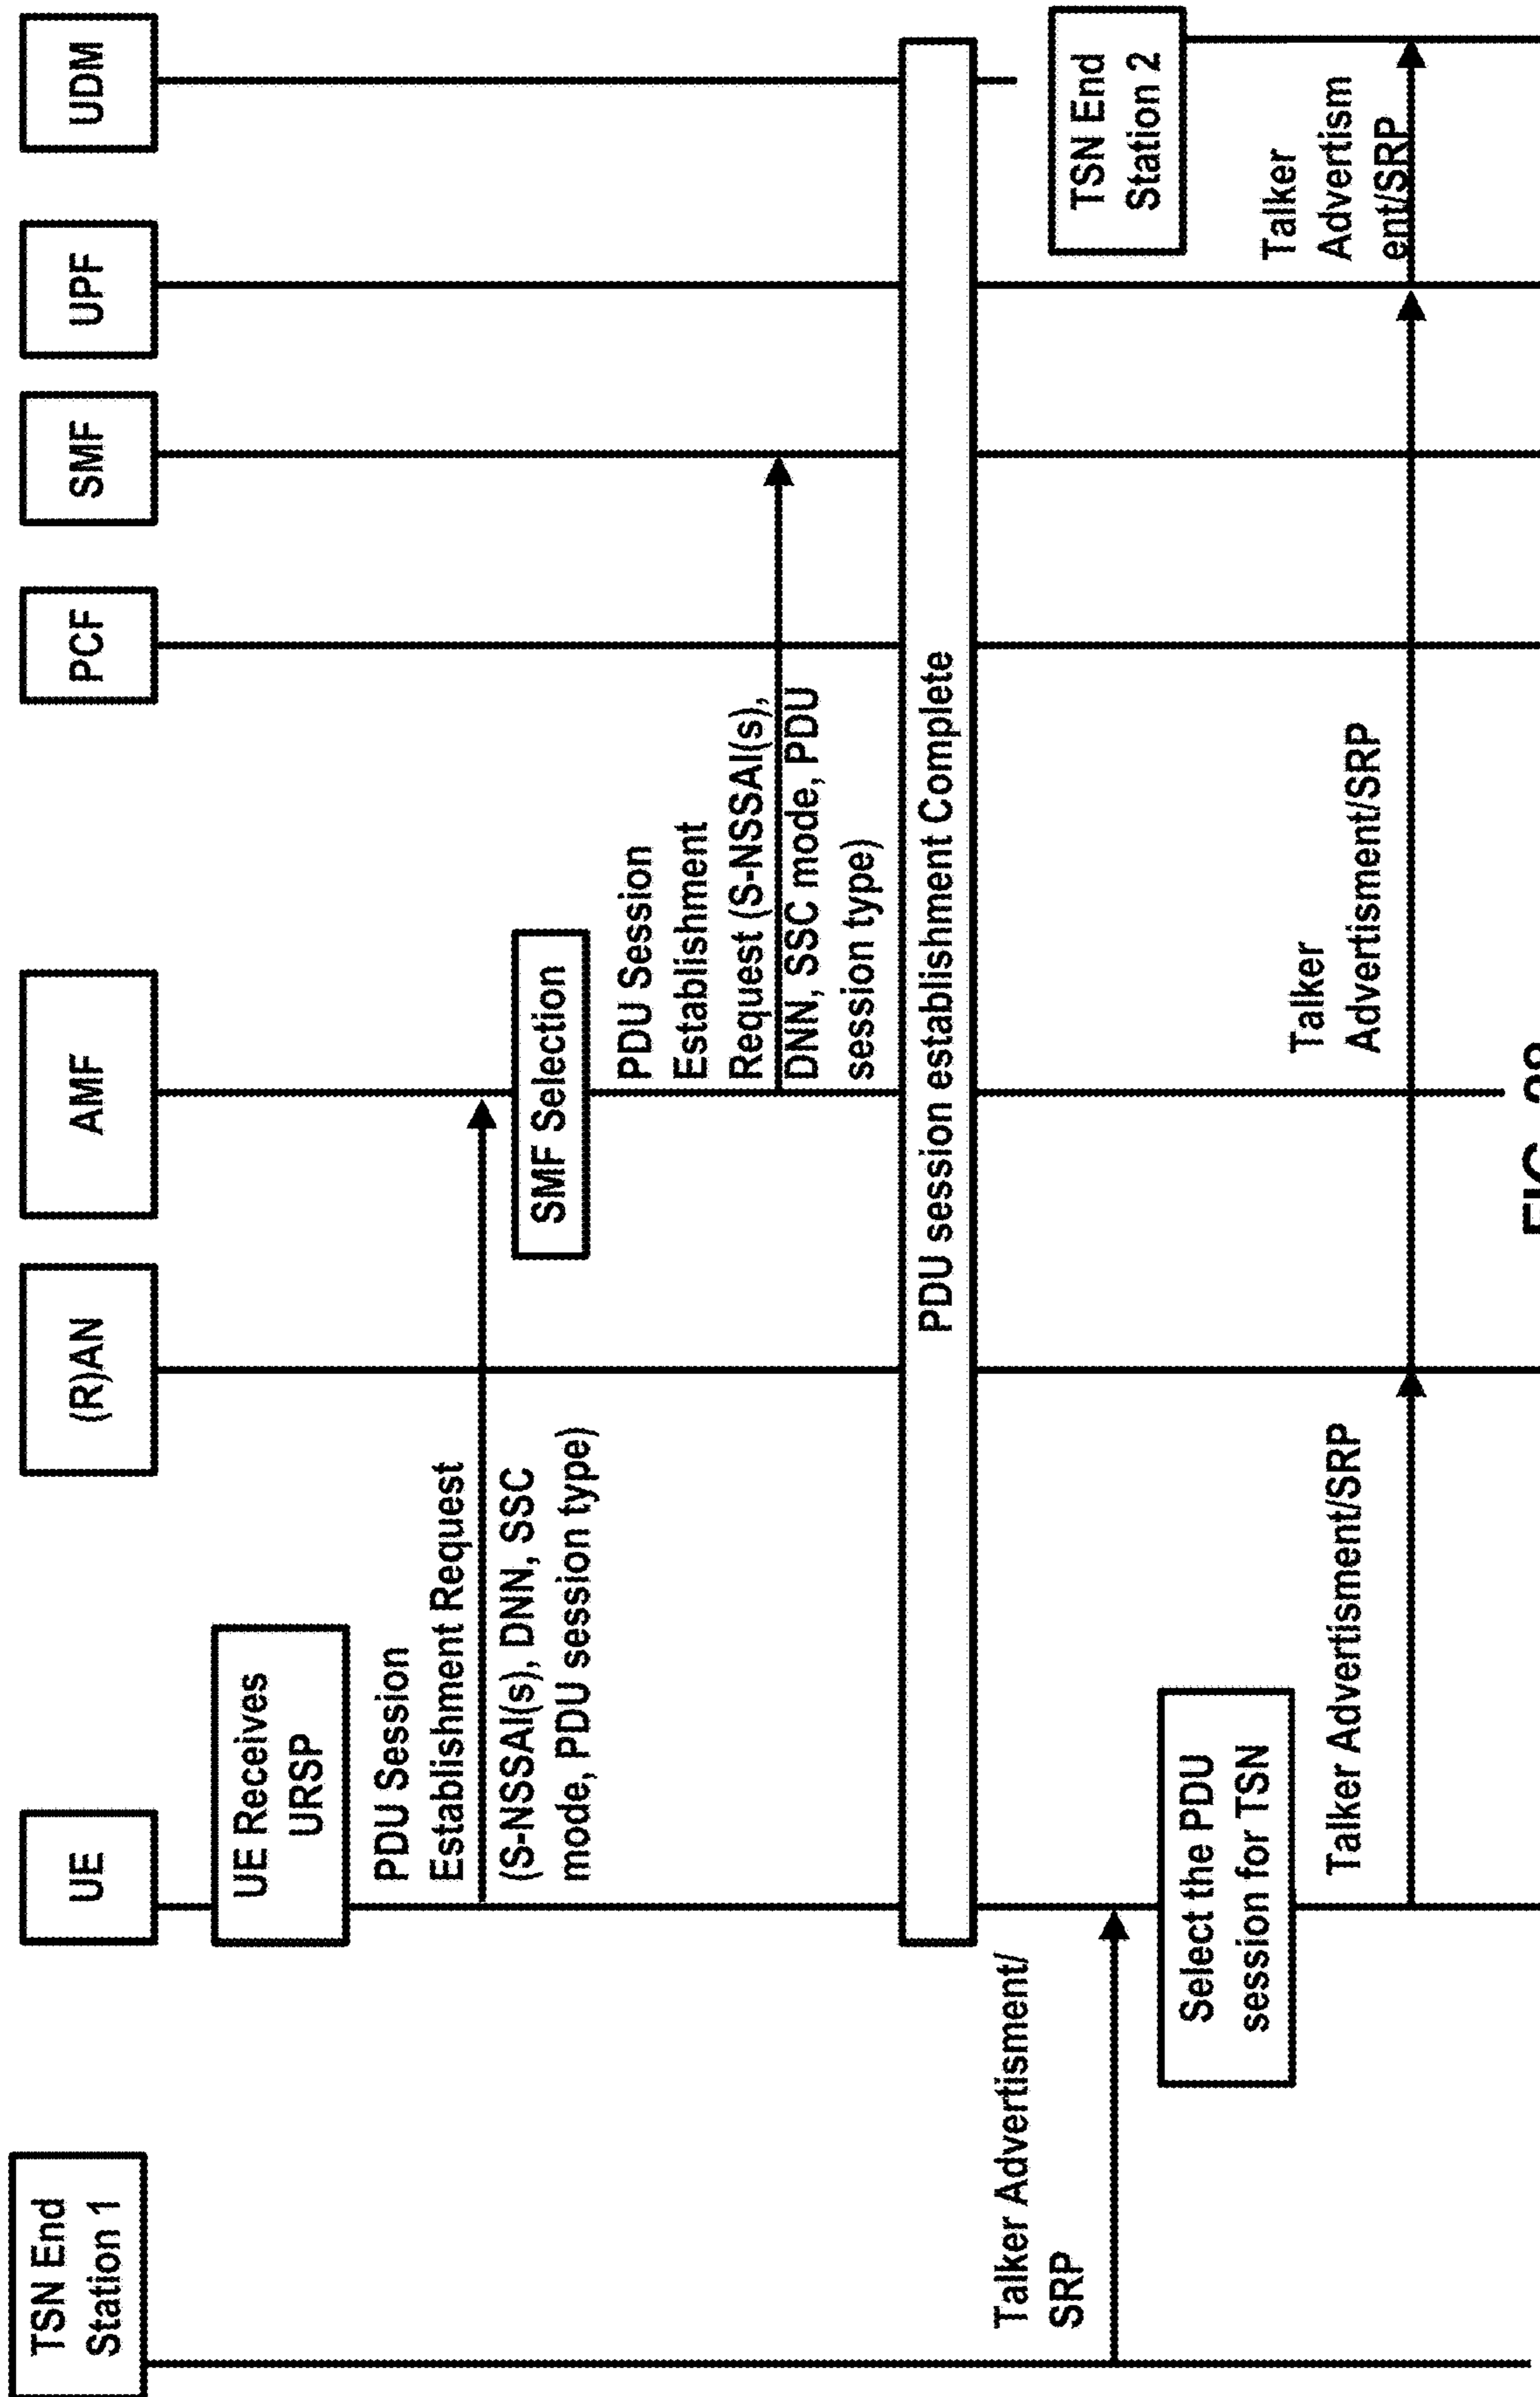 TSN End
Station 1
UE
(R)AN
AMF
PCF
SMF
UPF
UDM
UE Receives
URSP
PDU Session
Establishment Request
(S-NSSAI(s), DNN, SSC
mode, PDU session type)
SMF Selection
PDU Session
Establishment
Request (S-NSSAI(s),
DNN, SSC mode, PDU
session type)
PDU session establishment Complete
Talker Advertisment/
SRP
TSN End
Station 2
Select the PDU
session for TSN
Talker Advertisment/SRP
Talker
Advertisment/SRP
Talker
Advertism
ent/SRP
FIG.